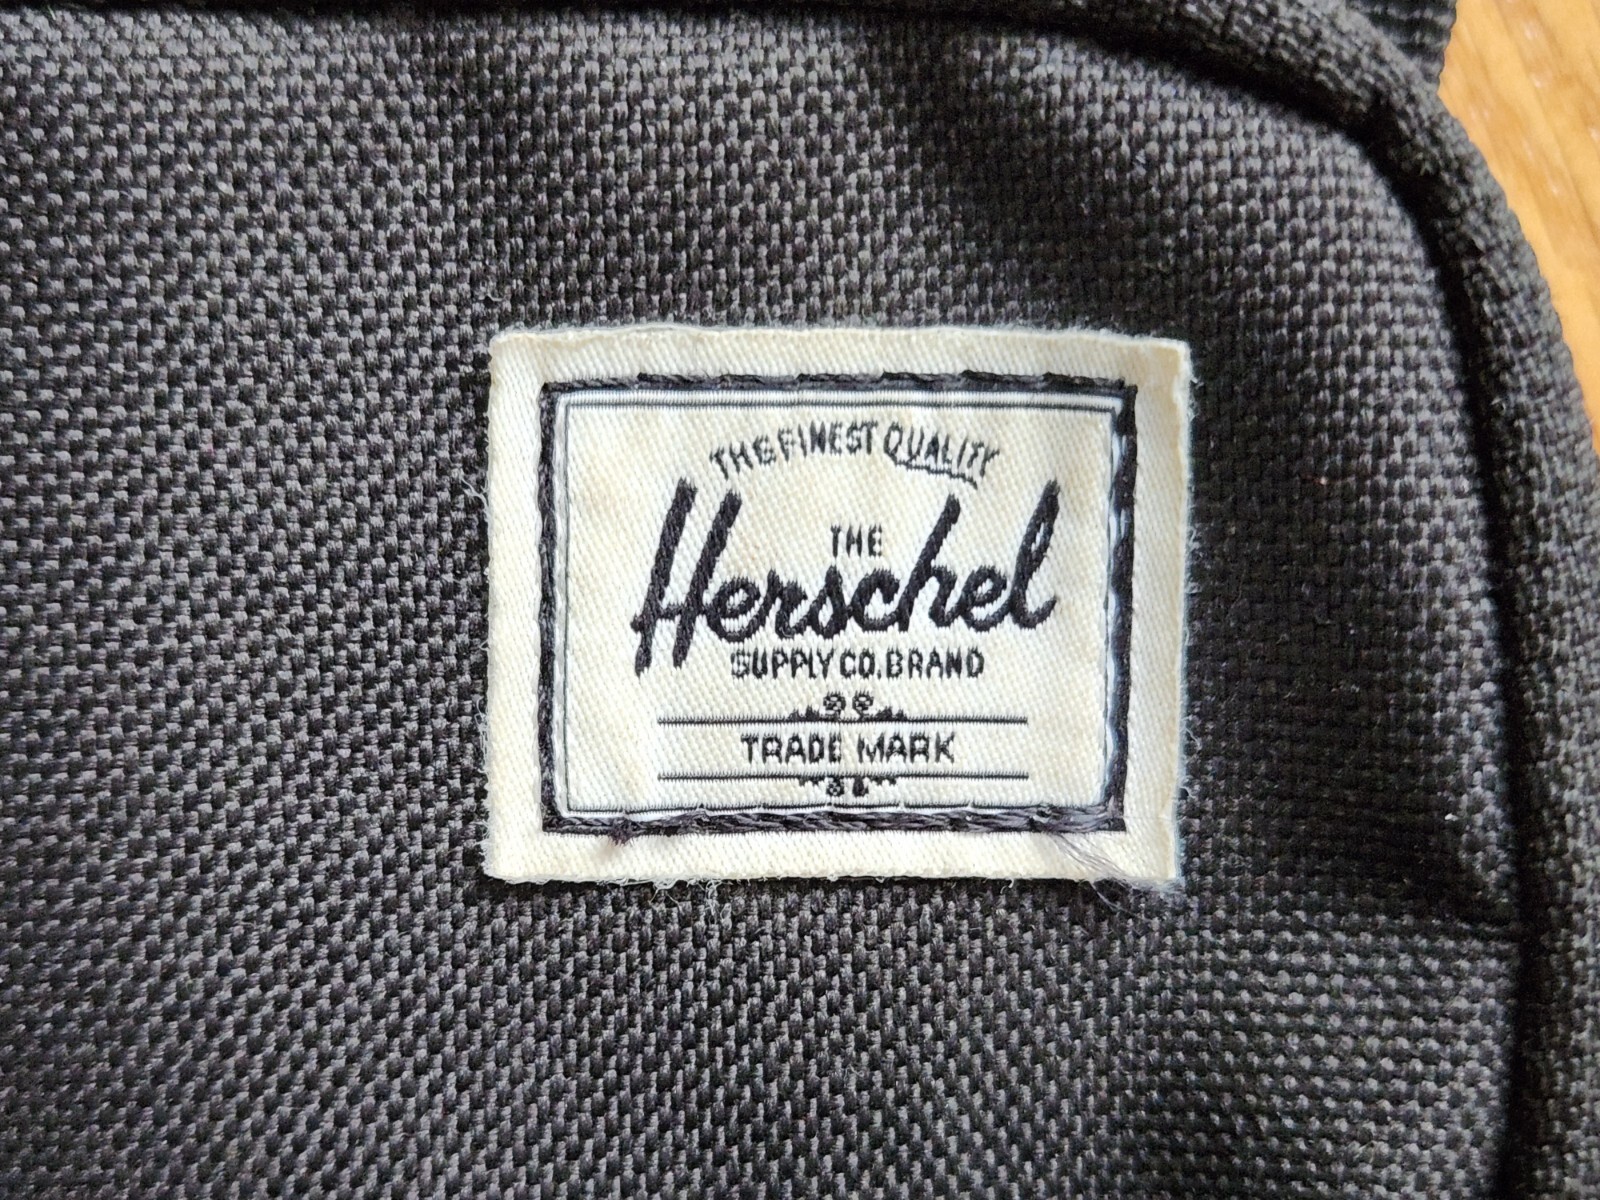 THE FINEST QUALITY
THE
Herschel
SUPPLY CO. BRAND
TRADE MARK